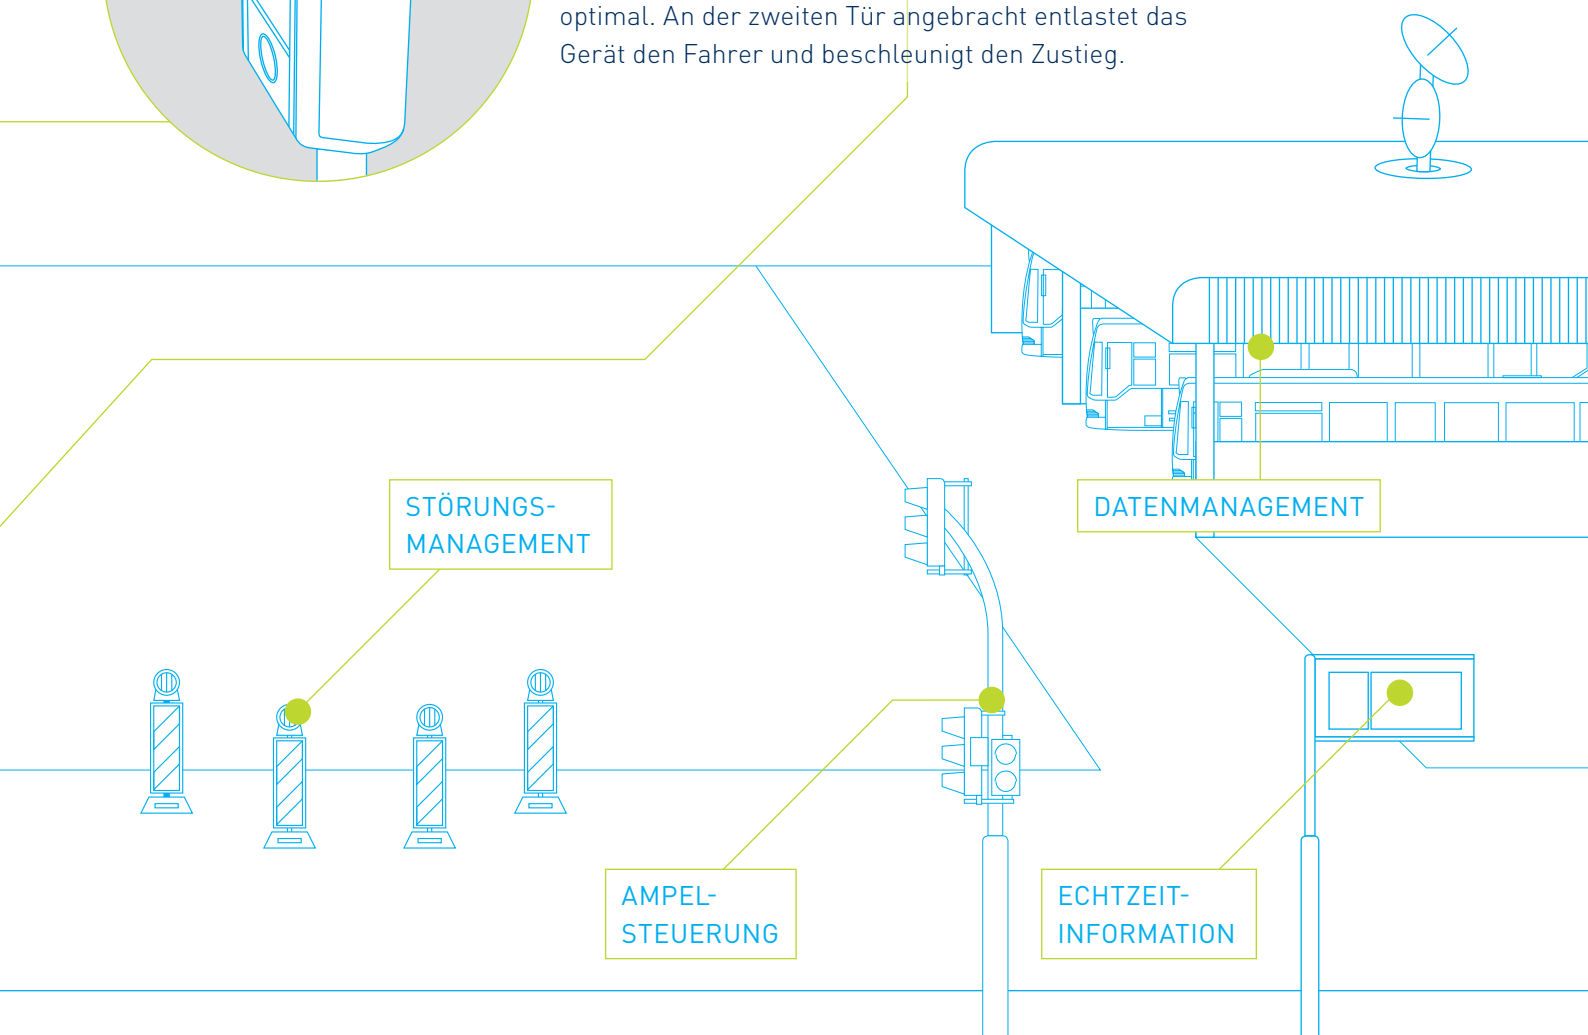 optimal. An der zweiten Tür angebracht entlastet das
Gerät den Fahrer und beschleunigt den Zustieg.
STÖRUNGS-
MANAGEMENT
DATENMANAGEMENT
AMPEL-
STEUERUNG
ECHTZEIT-
INFORMATION